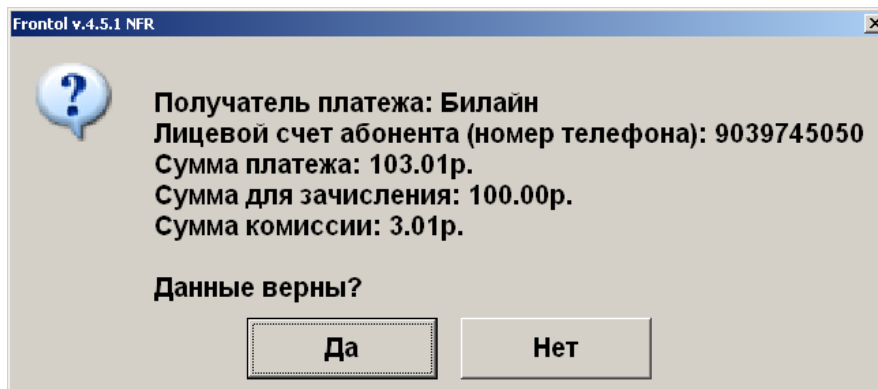 Frontol v.4.5.1 NFR
Получатель платежа: Билайн
Лицевой счет абонента (номер телефона): 9039745050
Сумма платежа: 103.01р.
Сумма для зачисления: 100.00р.
Сумма комиссии: 3.01р.
Данные верны?
Да Нет